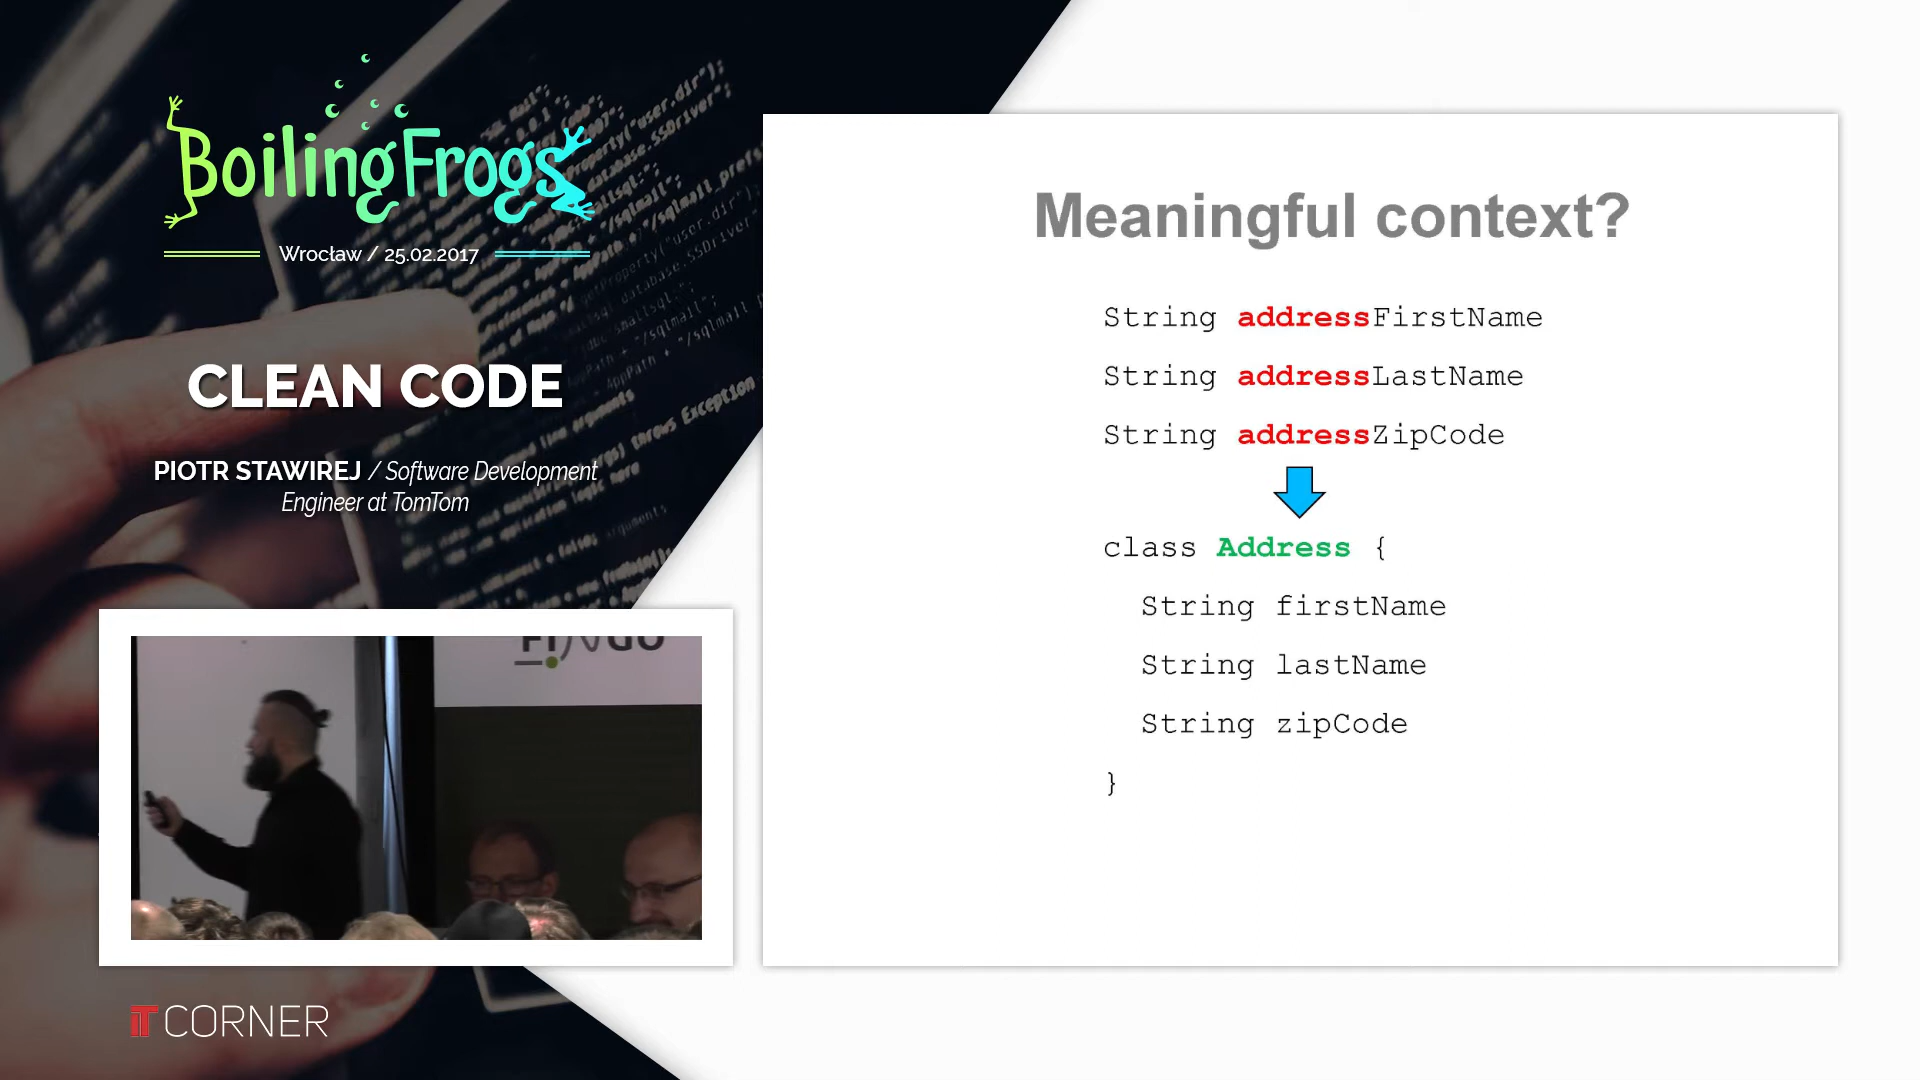 BoilingFrogs
Wrocław / 25.02.2017
CLEAN CODE
PIOTR STAWIREJ / Software Development
Engineer at TomTom
Meaningful context?
String addressFirstName
String addressLastName
String addressZipCode
class Address {
String firstName
String lastName
String zipCode
}
IT CORNER